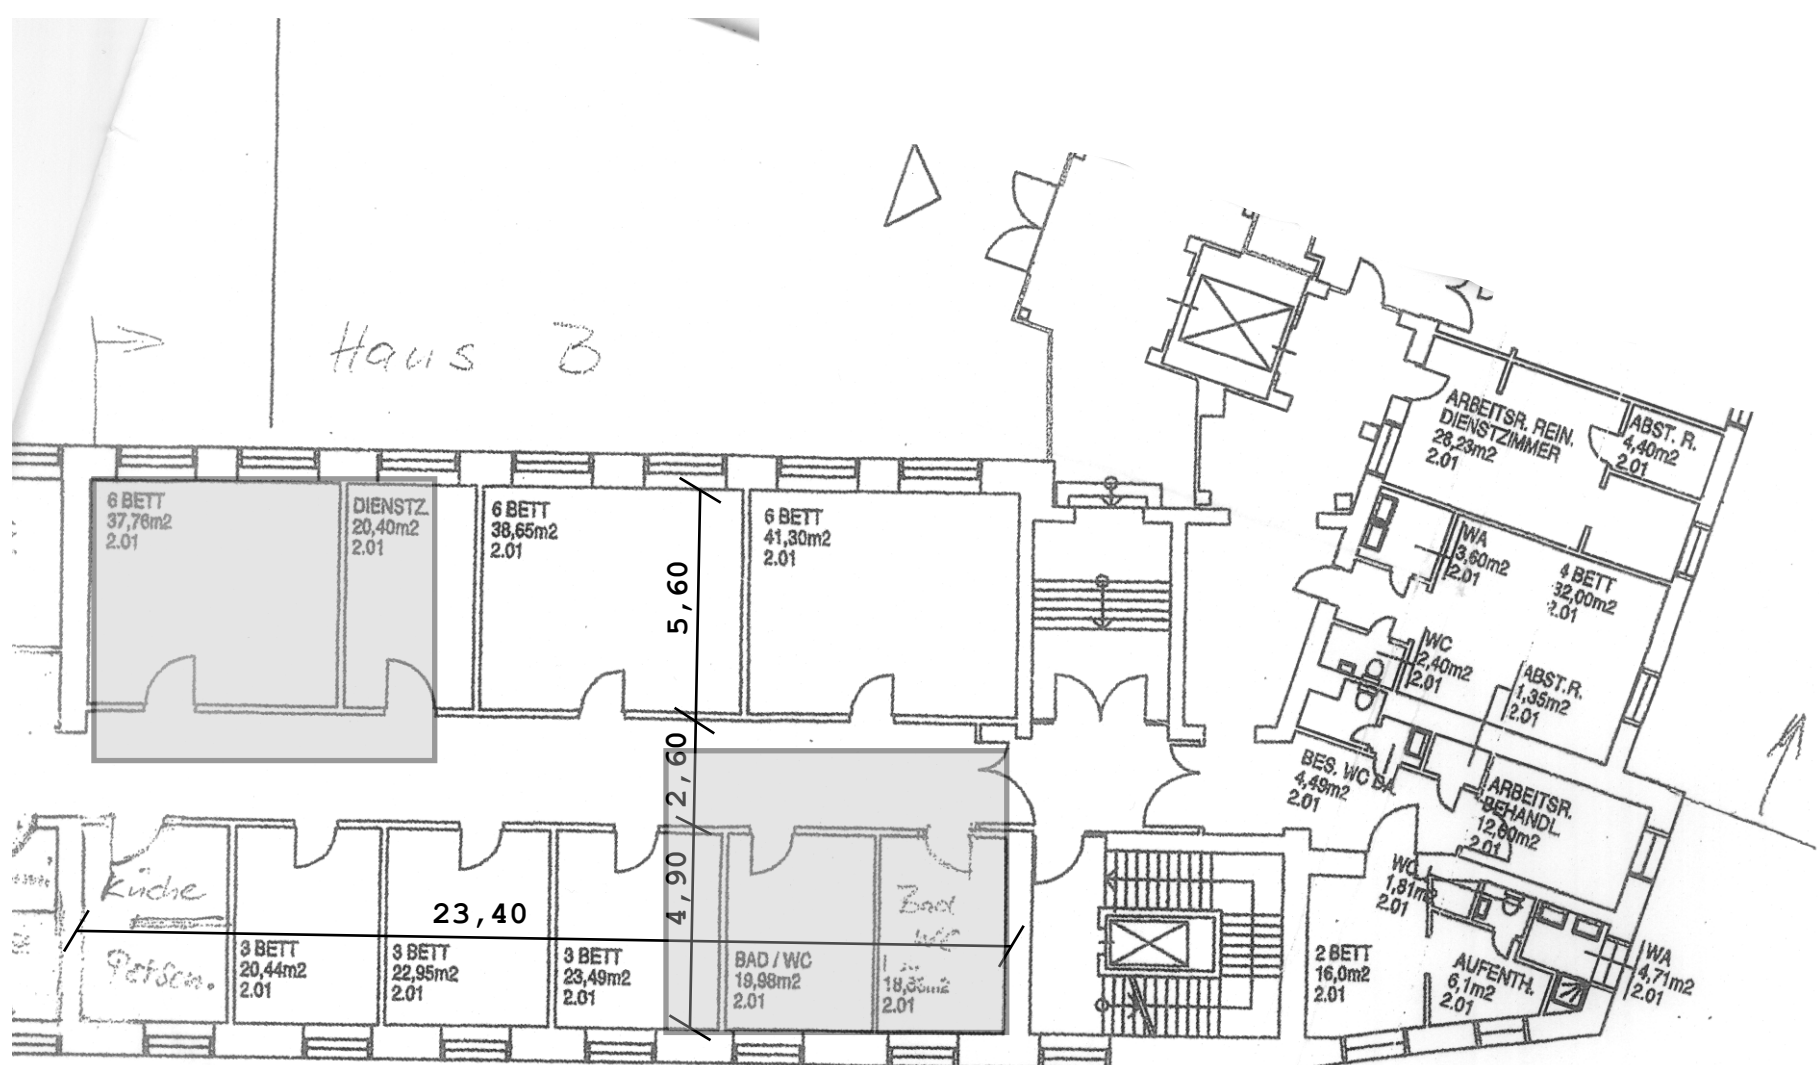 Haus B
6 BETT
37,76m2
2.01
DIENSTZ.
20,40m2
2.01
6 BETT
38,65m2
2.01
6 BETT
41,30m2
2.01
5,60
2,60
4,90
23,40
Küche
Person.
3 BETT
20,44m2
2.01
3 BETT
22,95m2
2.01
3 BETT
23,49m2
2.01
BAD / WC
19,98m2
2.01
Bad
WC
2.01
ARBEITSR. REIN.
DIENSTZIMMER
26,23m2
2.01
ABST. R.
4,40m2
2.01
WA
3,60m2
2.01
4 BETT
32,00m2
2.01
WC
2,40m2
2.01
ABST.R.
1,35m2
2.01
BES. WC DA.
4,49m2
2.01
ARBEITSR.
BEHANDL.
12,60m2
2.01
WC
1,81m2
2.01
2 BETT
16,0m2
2.01
AUFENTH.
6,1m2
2.01
WA
4,71m2
2.01